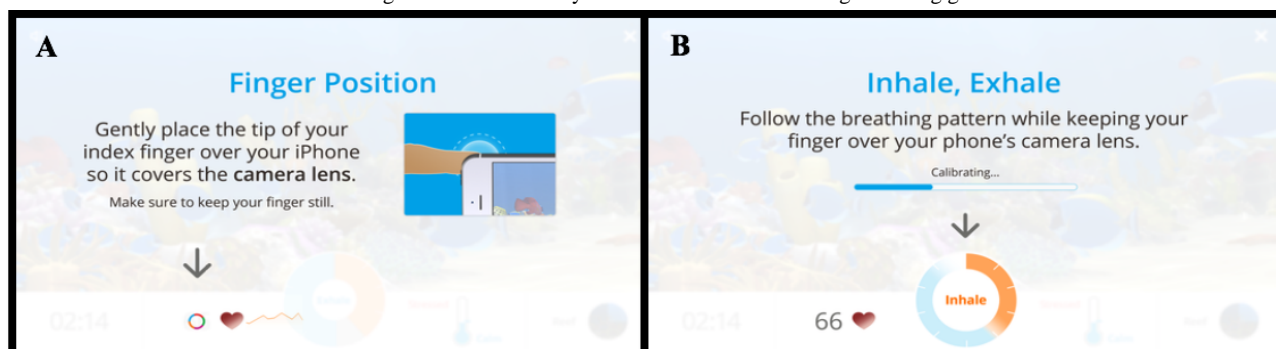 A
Finger Position
Gently place the tip of your
index finger over your iPhone
so it covers the camera lens.
Make sure to keep your finger still.
02:14
Exhale
B
Inhale, Exhale
Follow the breathing pattern while keeping your
finger over your phone's camera lens.
Calibrating...
Inhale
02:14
66